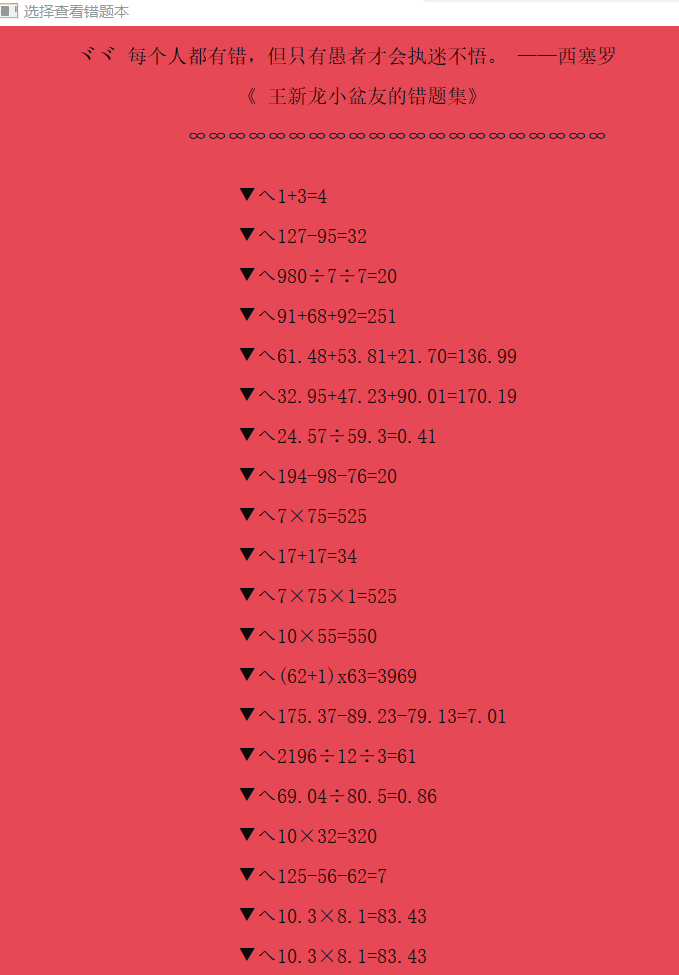 选择查看错题本
ヾヾ 每个人都有错，但只有愚者才会执迷不悟。 ——西塞罗
《 王新龙小盆友的错题集》
∞∞∞∞∞∞∞∞∞∞∞∞∞∞∞∞∞∞∞∞∞
▼ヘ1+3=4
▼ヘ127-95=32
▼ヘ980÷7÷7=20
▼ヘ91+68+92=251
▼ヘ61.48+53.81+21.70=136.99
▼ヘ32.95+47.23+90.01=170.19
▼ヘ24.57÷59.3=0.41
▼ヘ194-98-76=20
▼ヘ7×75=525
▼ヘ17+17=34
▼ヘ7×75×1=525
▼ヘ10×55=550
▼ヘ(62+1)x63=3969
▼ヘ175.37-89.23-79.13=7.01
▼ヘ2196÷12÷3=61
▼ヘ69.04÷80.5=0.86
▼ヘ10×32=320
▼ヘ125-56-62=7
▼ヘ10.3×8.1=83.43
▼ヘ10.3×8.1=83.43